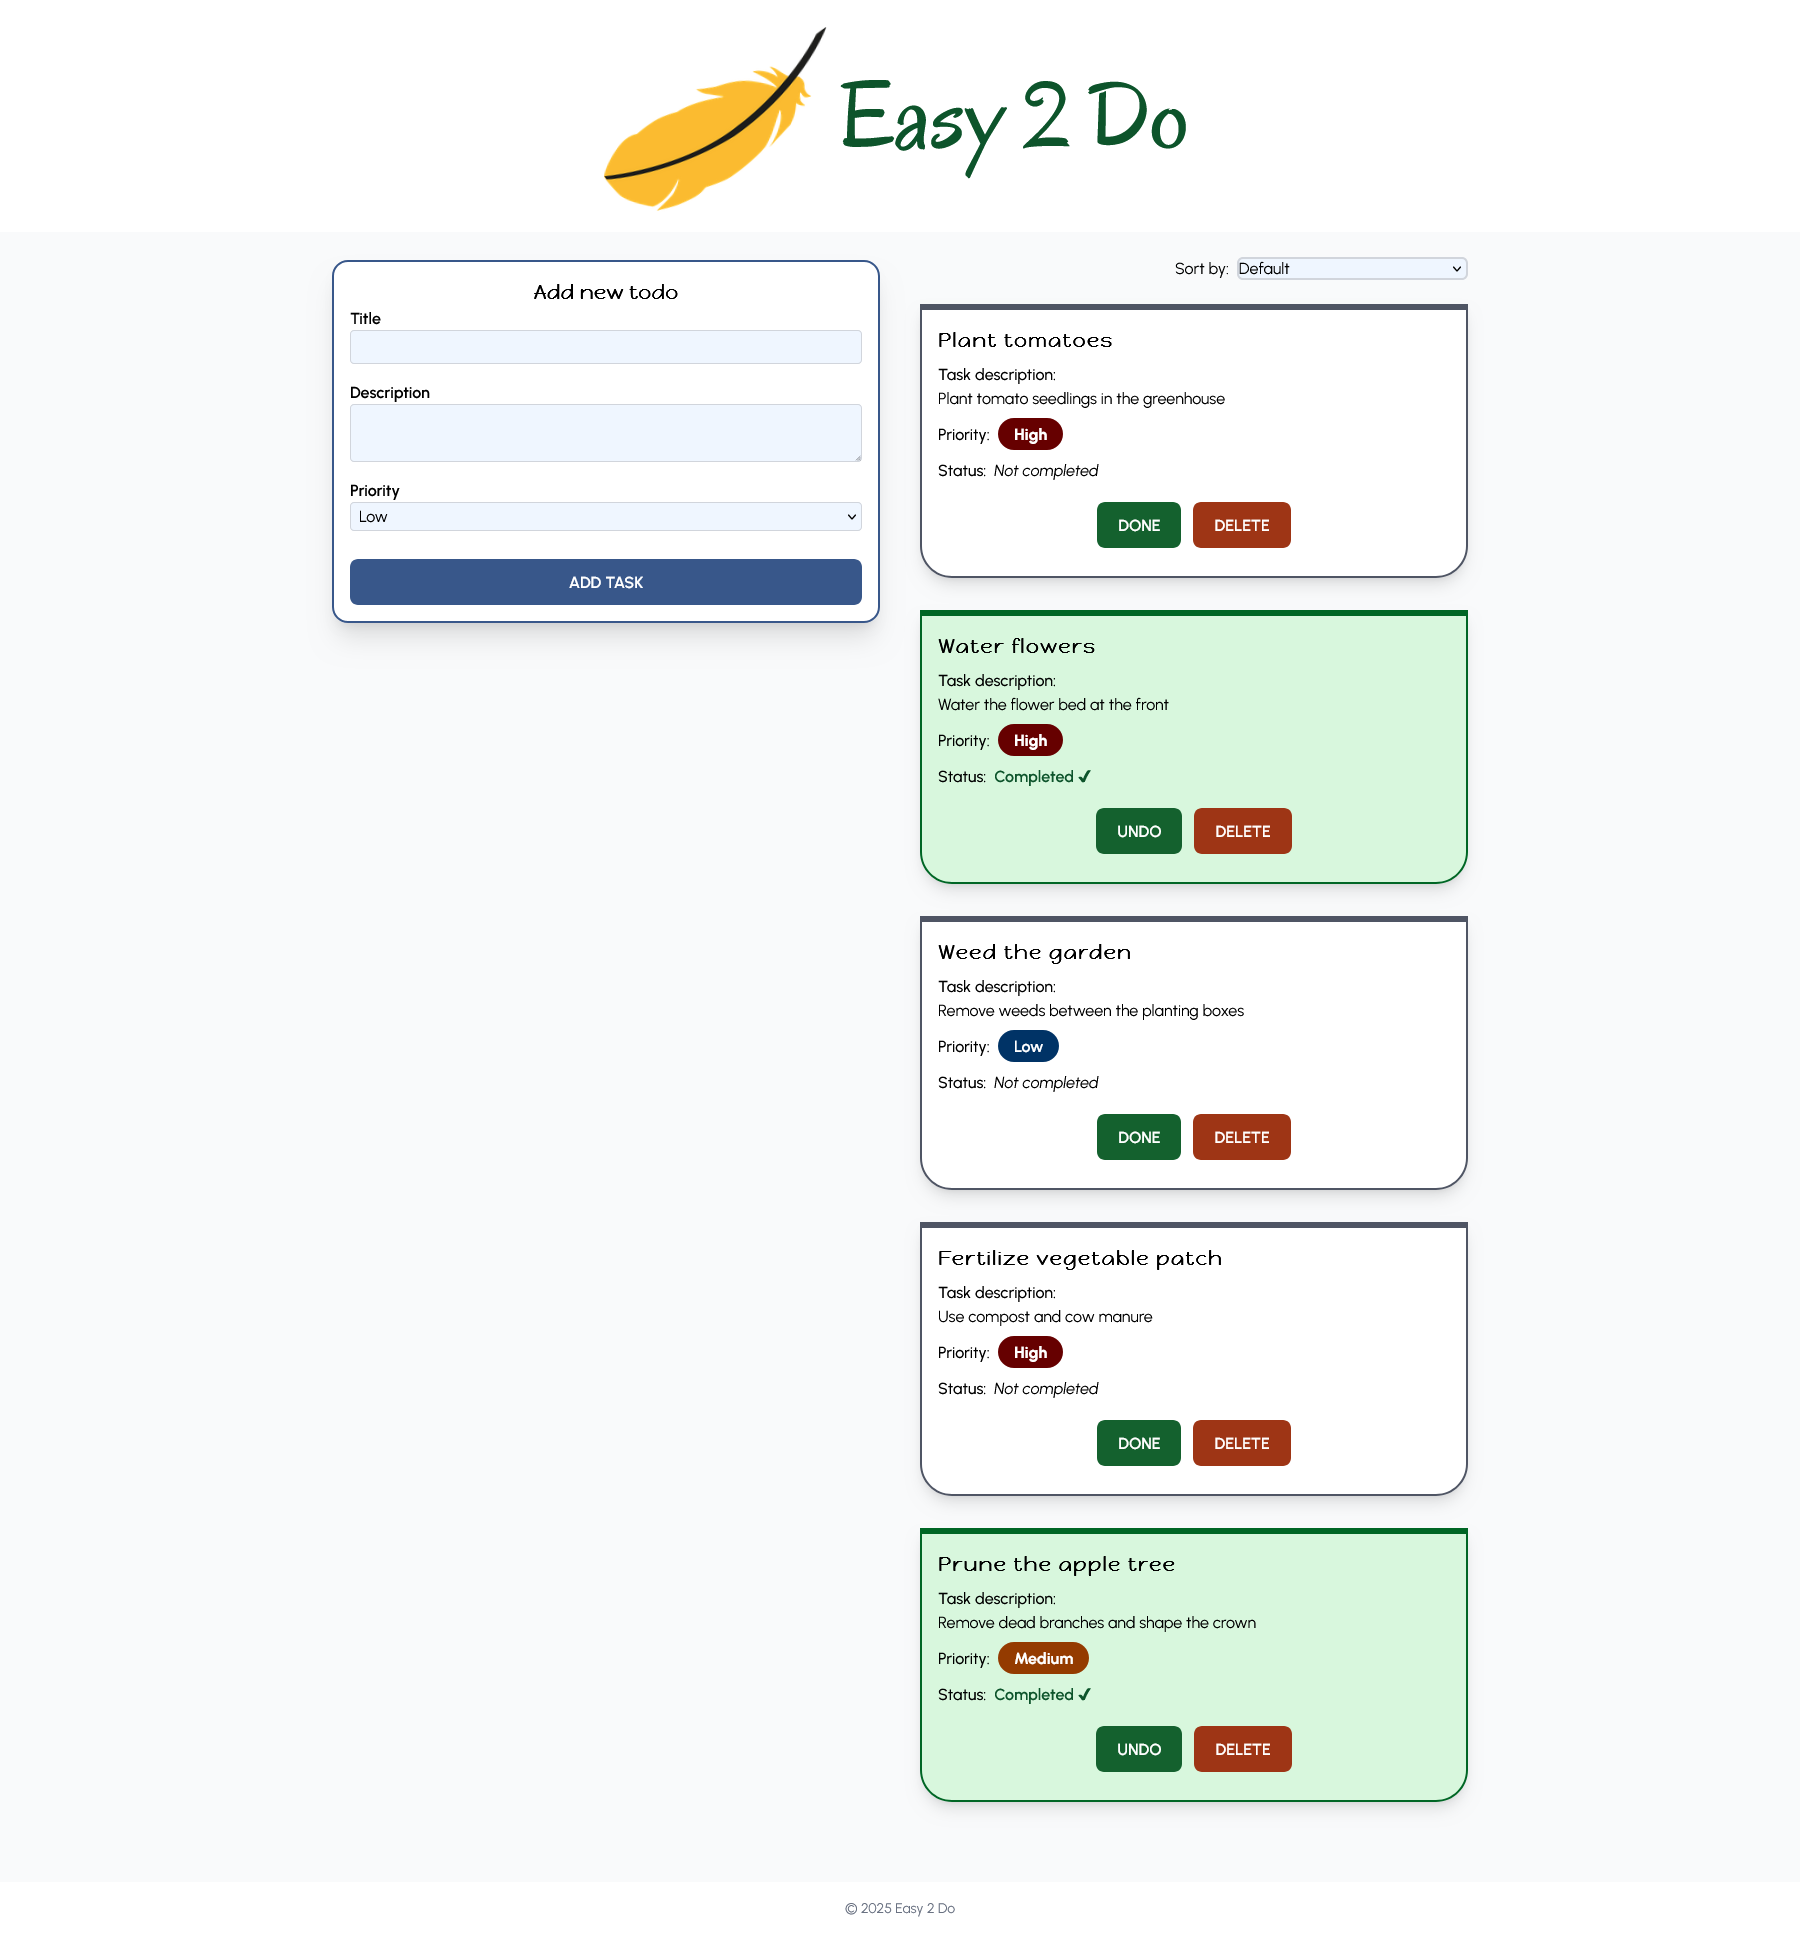 Easy 2 Do
Add new todo
Title
Description
Priority
Low
ADD TASK
Sort by: Default
Plant tomatoes
Task description:
Plant tomato seedlings in the greenhouse
Priority: High
Status: Not completed
DONE DELETE
Water flowers
Task description:
Water the flower bed at the front
Priority: High
Status: Completed ✓
UNDO DELETE
Weed the garden
Task description:
Remove weeds between the planting boxes
Priority: Low
Status: Not completed
DONE DELETE
Fertilize vegetable patch
Task description:
Use compost and cow manure
Priority: High
Status: Not completed
DONE DELETE
Prune the apple tree
Task description:
Remove dead branches and shape the crown
Priority: Medium
Status: Completed ✓
UNDO DELETE
© 2025 Easy 2 Do